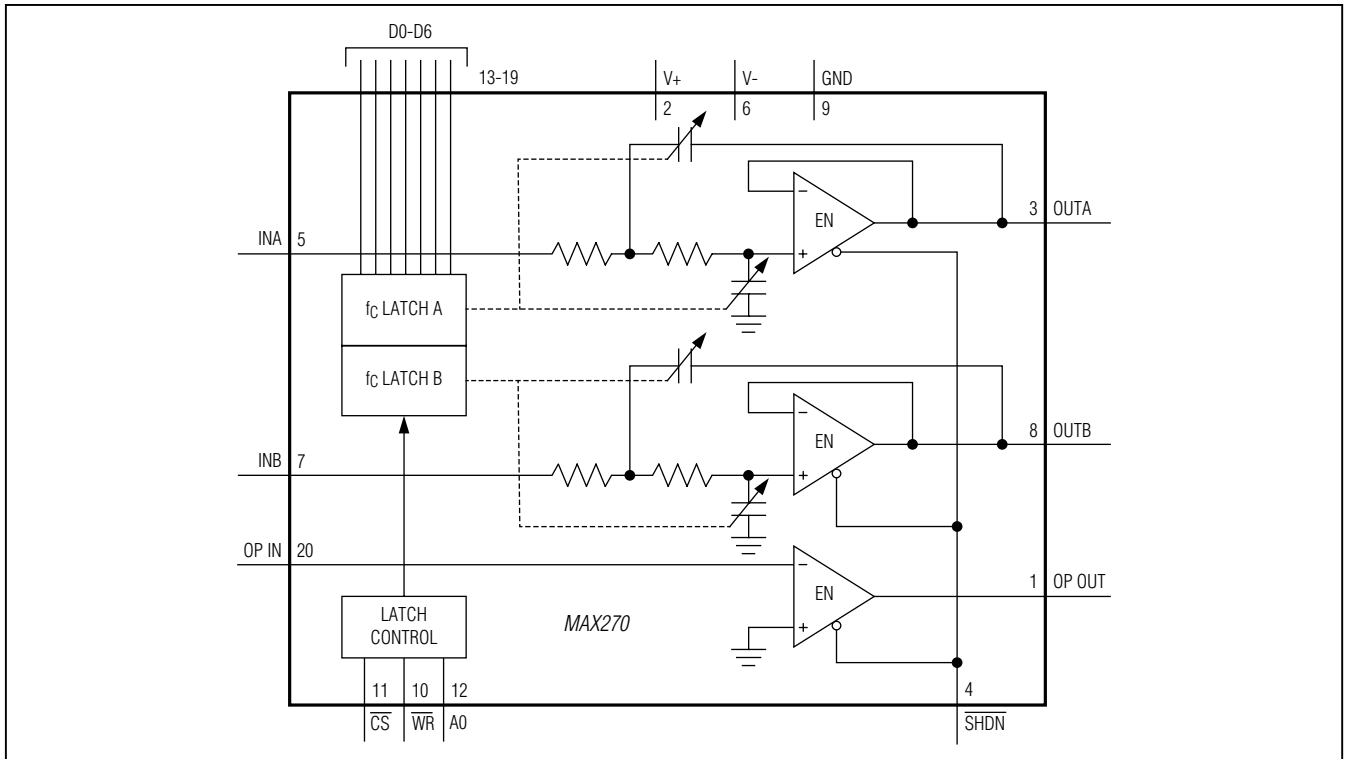 D0-D6
13-19
V+
V-
GND
2
6
9
INA 5
EN
-
+
3 OUTA
fC LATCH A
fC LATCH B
INB 7
EN
-
+
8 OUTB
OP IN 20
EN
-
+
1 OP OUT
LATCH
CONTROL
MAX270
11 10 12
CS WR A0
4
SHDN